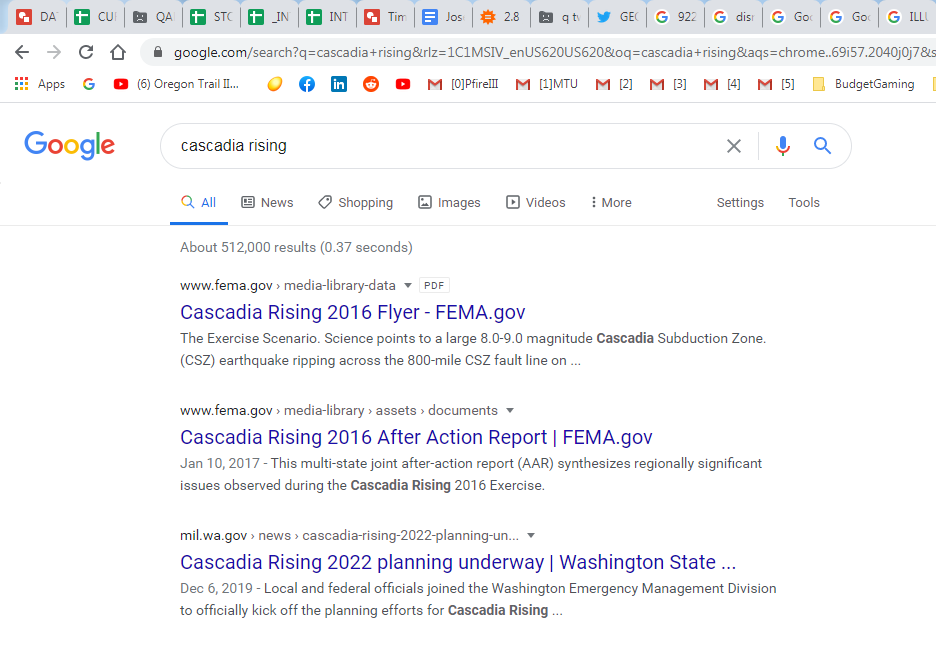 DA CUI QA STC _IN INT Tim Jos 2.8 q tv GEC 922 disr Goo Goo ILLU
google.com/search?q=cascadia+rising&rlz=1C1MSIV_enUS620US620&oq=cascadia+rising&aqs=chrome..69i57.2040j0j7&s
Apps (6) Oregon Trail II... [0]PfireIII [1]MTU [2] [3] [4] [5] BudgetGaming
Google cascadia rising
All News Shopping Images Videos More Settings Tools
About 512,000 results (0.37 seconds)
www.fema.gov › media-library-data PDF
Cascadia Rising 2016 Flyer - FEMA.gov
The Exercise Scenario. Science points to a large 8.0-9.0 magnitude Cascadia Subduction Zone.
(CSZ) earthquake ripping across the 800-mile CSZ fault line on ...
www.fema.gov › media-library › assets › documents
Cascadia Rising 2016 After Action Report | FEMA.gov
Jan 10, 2017 - This multi-state joint after-action report (AAR) synthesizes regionally significant
issues observed during the Cascadia Rising 2016 Exercise.
mil.wa.gov › news › cascadia-rising-2022-planning-un...
Cascadia Rising 2022 planning underway | Washington State ...
Dec 6, 2019 - Local and federal officials joined the Washington Emergency Management Division
to officially kick off the planning efforts for Cascadia Rising ...